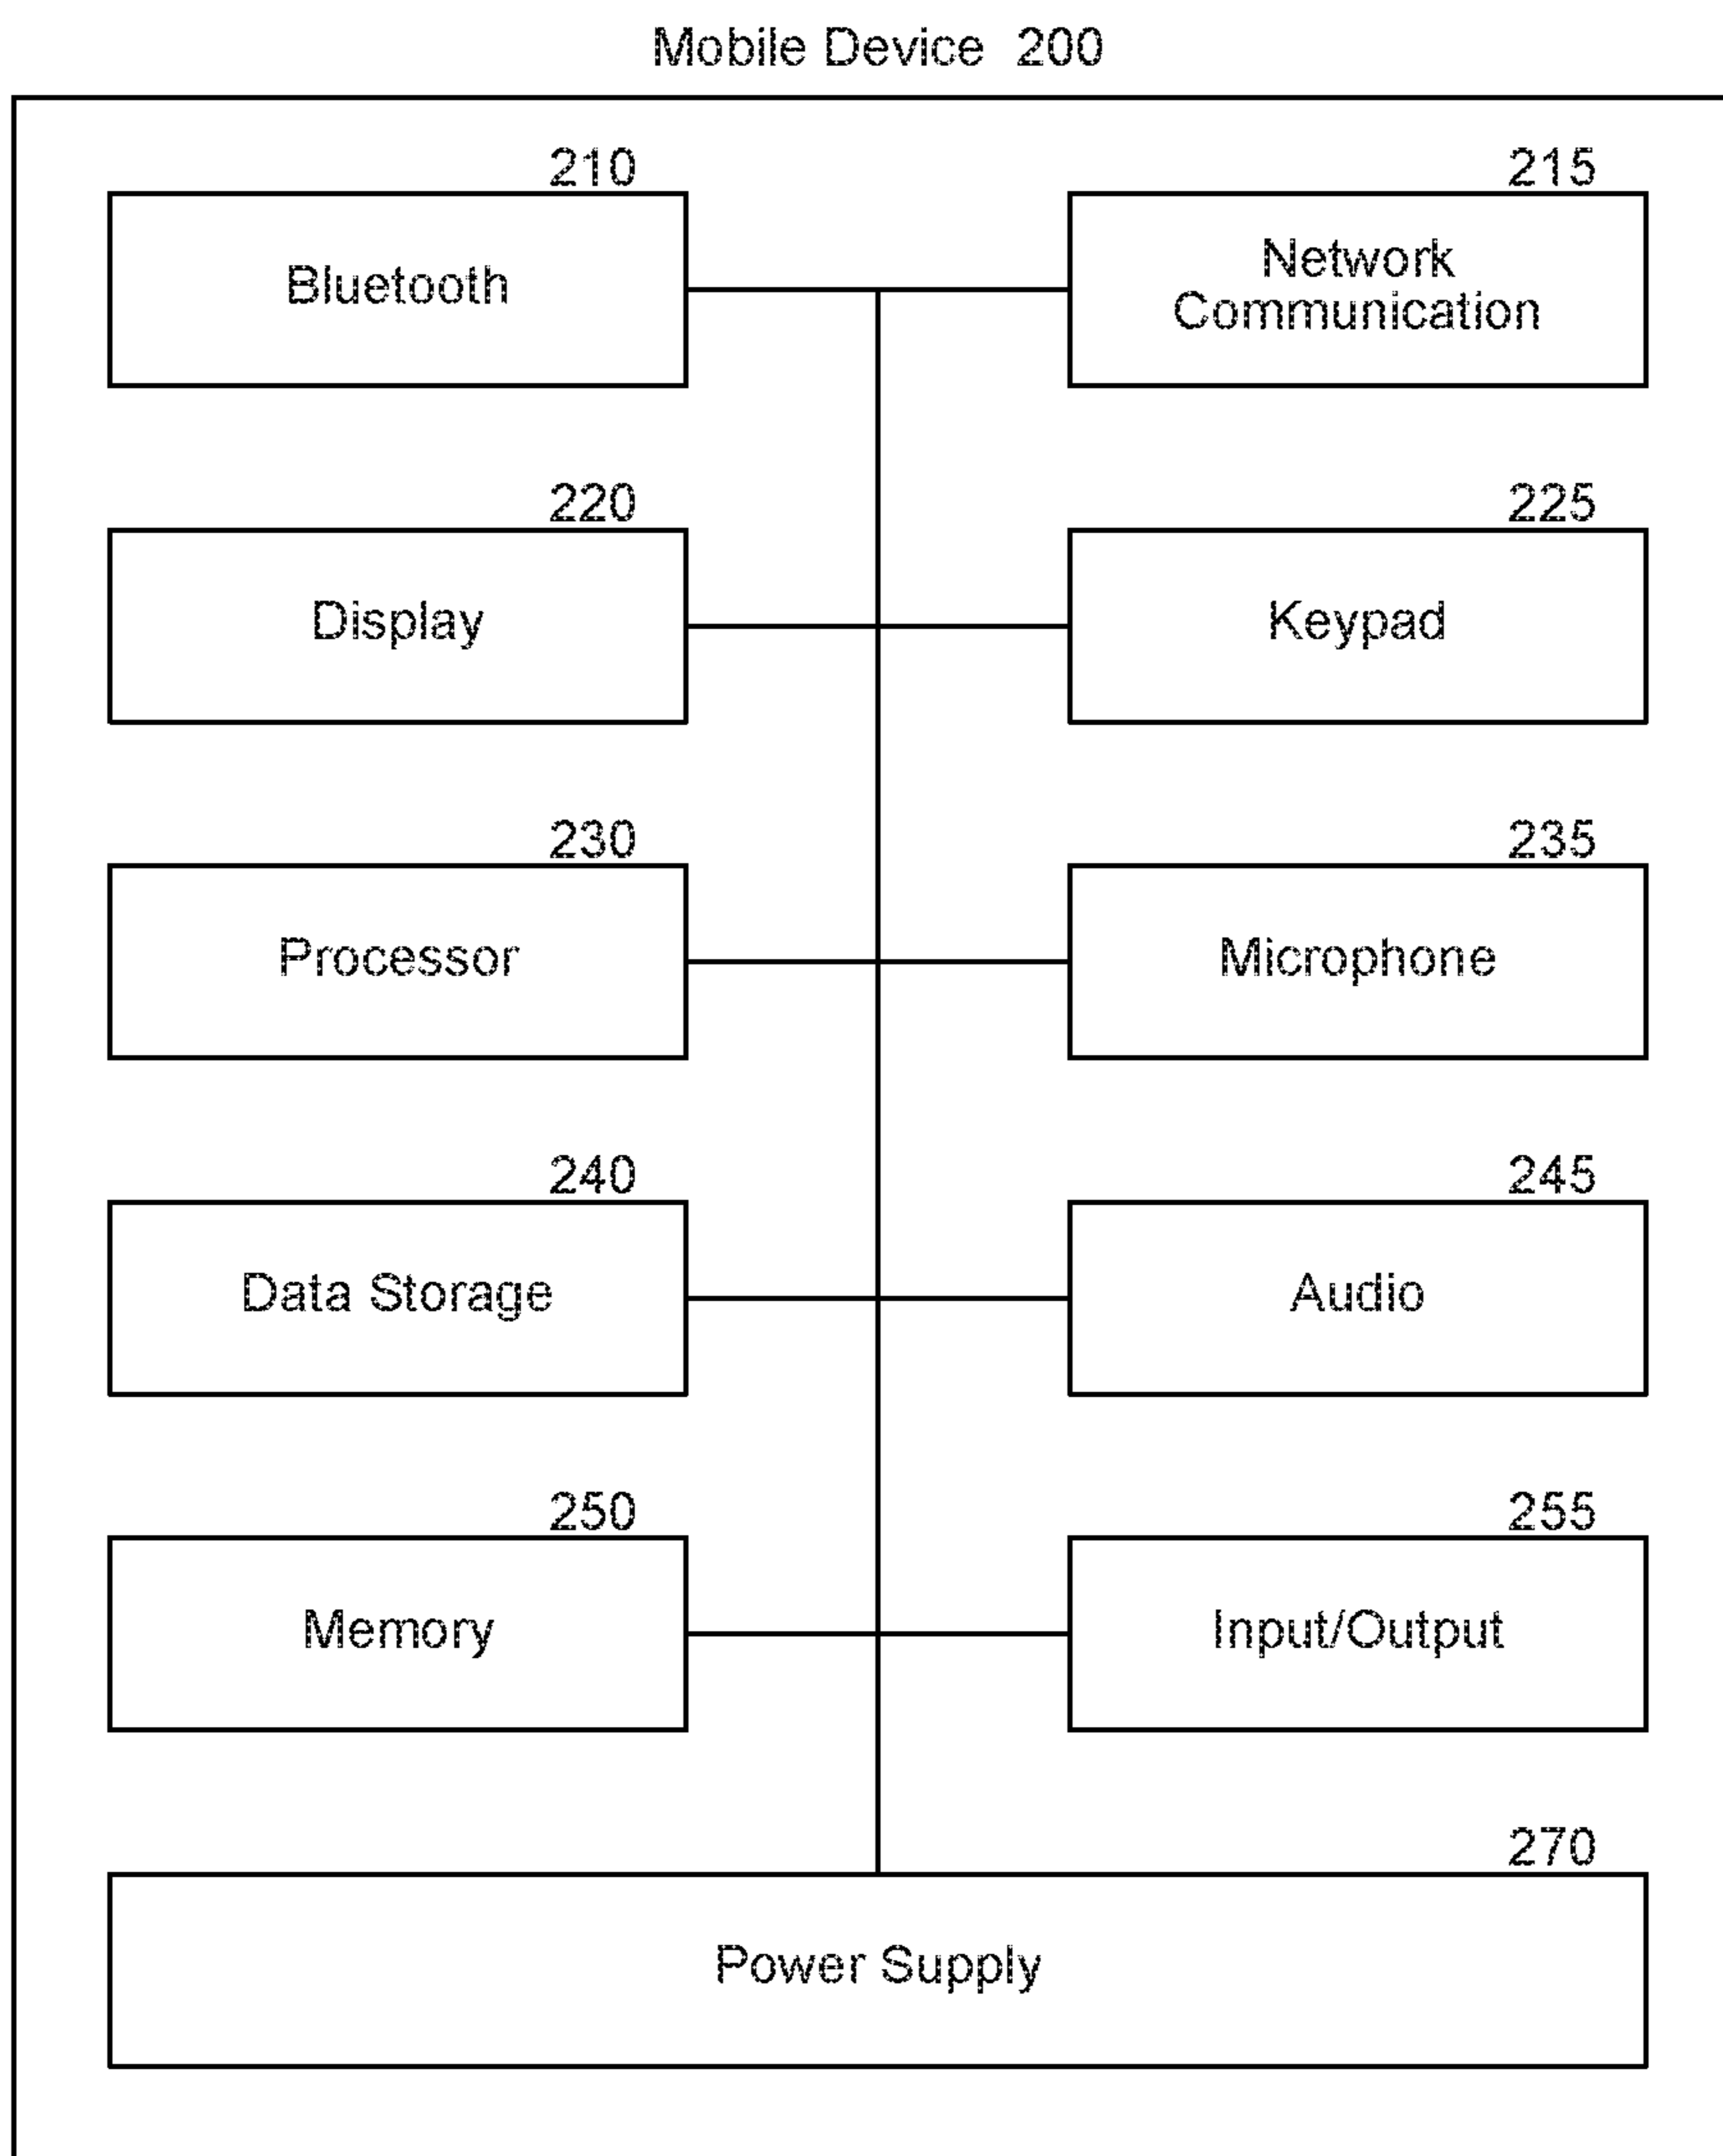 Mobile Device 200
210
215
Bluetooth
Network
Communication
220
225
Display
Keypad
230
235
Processor
Microphone
240
245
Data Storage
Audio
250
255
Memory
Input/Output
270
Power Supply